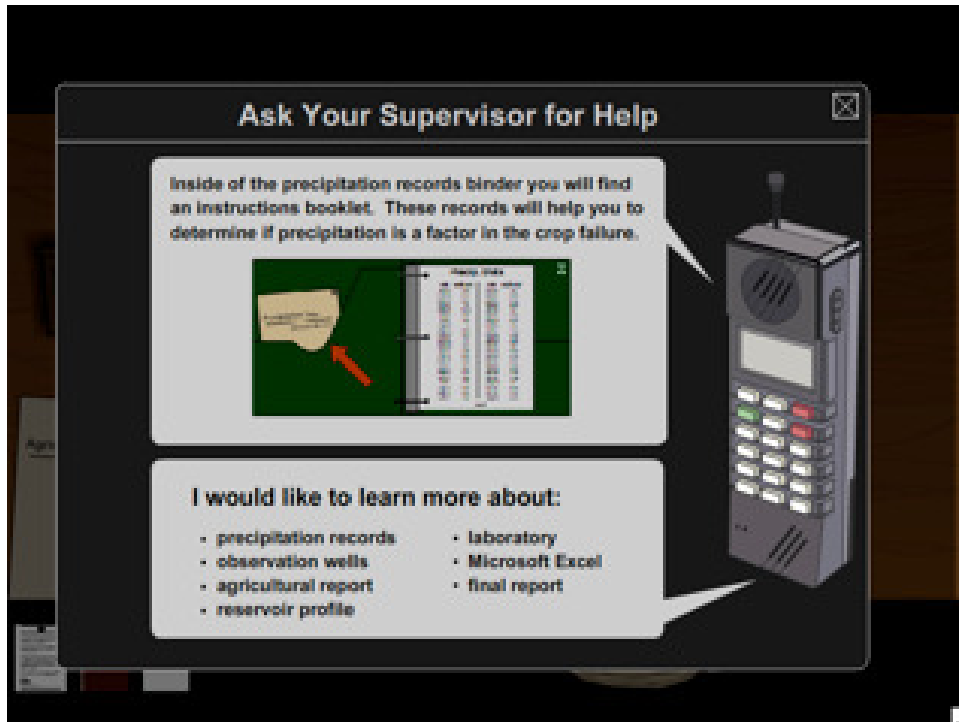 Ask Your Supervisor for Help
Inside of the precipitation records binder you will find
an instructions booklet. These records will help you to
determine if precipitation is a factor in the crop failure.
I would like to learn more about:
• precipitation records
• observation wells
• agricultural report
• reservoir profile
• laboratory
• Microsoft Excel
• final report